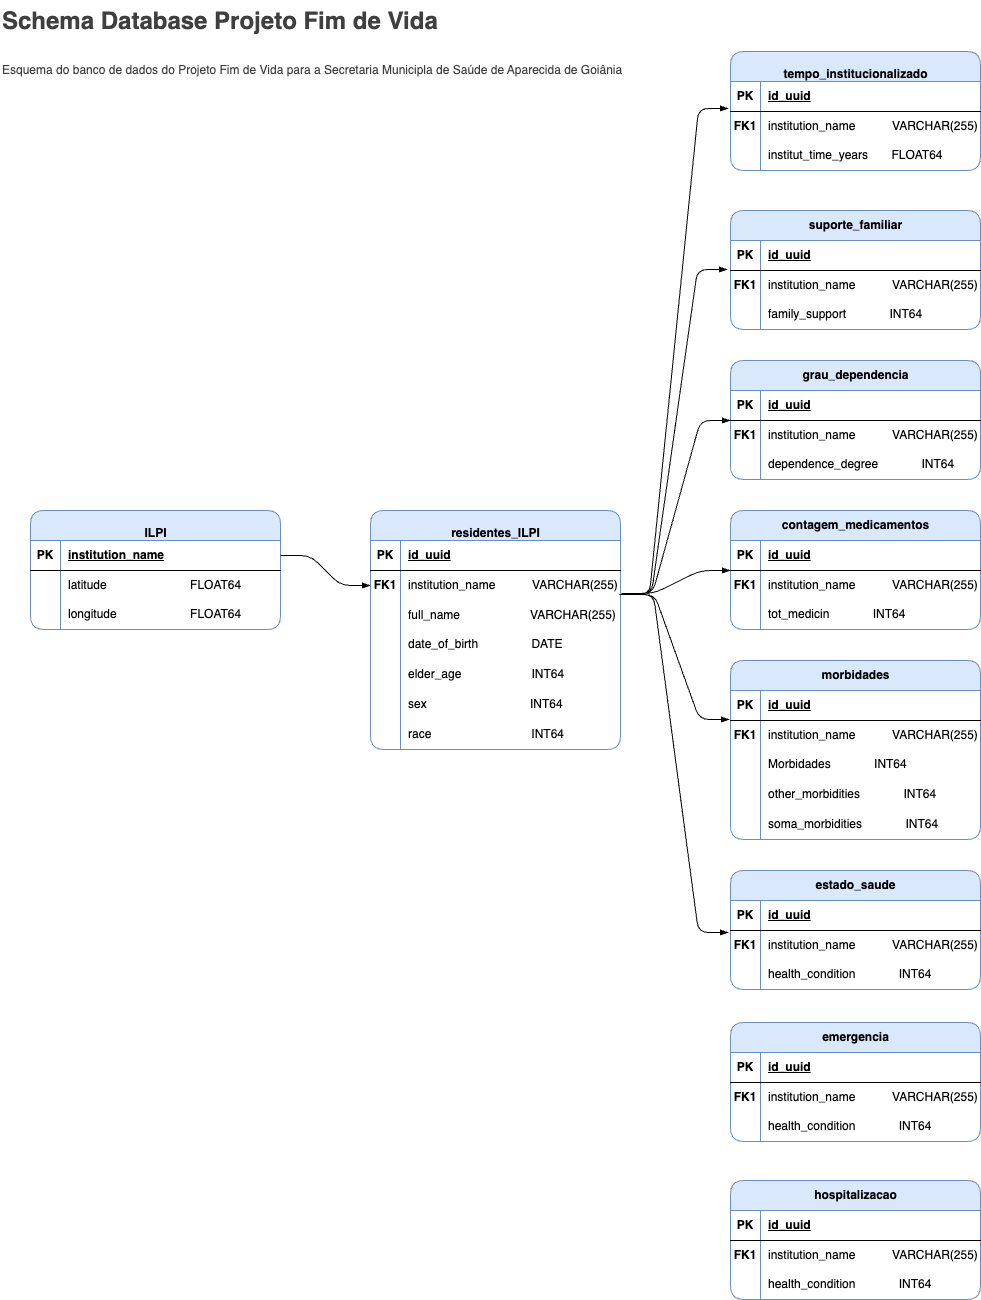 Schema Database Projeto Fim de Vida
Esquema do banco de dados do Projeto Fim de Vida para a Secretaria Municipla de Saúde de Aparecida de Goiânia
tempo_institucionalizado
PK id_uuid
FK1 institution_name VARCHAR(255)
institut_time_years FLOAT64
suporte_familiar
PK id_uuid
FK1 institution_name VARCHAR(255)
family_support INT64
grau_dependencia
PK id_uuid
FK1 institution_name VARCHAR(255)
dependence_degree INT64
ILPI
PK institution_name
latitude FLOAT64
longitude FLOAT64
residentes_ILPI
PK id_uuid
FK1 institution_name VARCHAR(255)
full_name VARCHAR(255)
date_of_birth DATE
elder_age INT64
sex INT64
race INT64
contagem_medicamentos
PK id_uuid
FK1 institution_name VARCHAR(255)
tot_medicin INT64
morbidades
PK id_uuid
FK1 institution_name VARCHAR(255)
Morbidades INT64
other_morbidities INT64
soma_morbidities INT64
estado_saude
PK id_uuid
FK1 institution_name VARCHAR(255)
health_condition INT64
emergencia
PK id_uuid
FK1 institution_name VARCHAR(255)
health_condition INT64
hospitalizacao
PK id_uuid
FK1 institution_name VARCHAR(255)
health_condition INT64